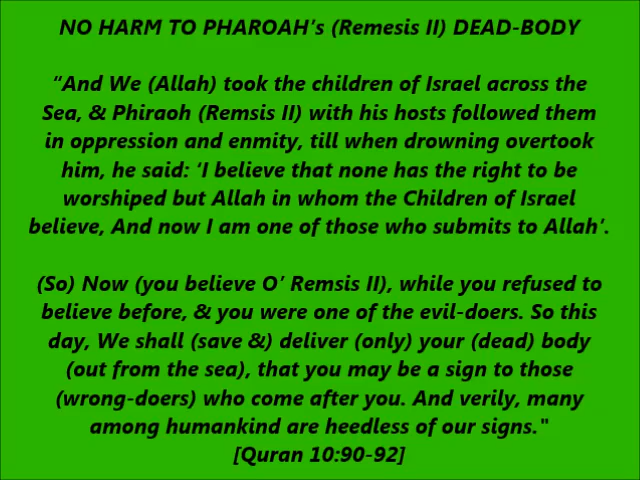 NO HARM TO PHAROAH’s (Remesis II) DEAD-BODY
“And We (Allah) took the children of Israel across the
Sea, & Phiraoh (Remsis II) with his hosts followed them
in oppression and enmity, till when drowning overtook
him, he said: ‘I believe that none has the right to be
worshiped but Allah in whom the Children of Israel
believe, And now I am one of those who submits to Allah’.
(So) Now (you believe O’ Remsis II), while you refused to
believe before, & you were one of the evil-doers. So this
day, We shall (save &) deliver (only) your (dead) body
(out from the sea), that you may be a sign to those
(wrong-doers) who come after you. And verily, many
among humankind are heedless of our signs."
[Quran 10:90-92]